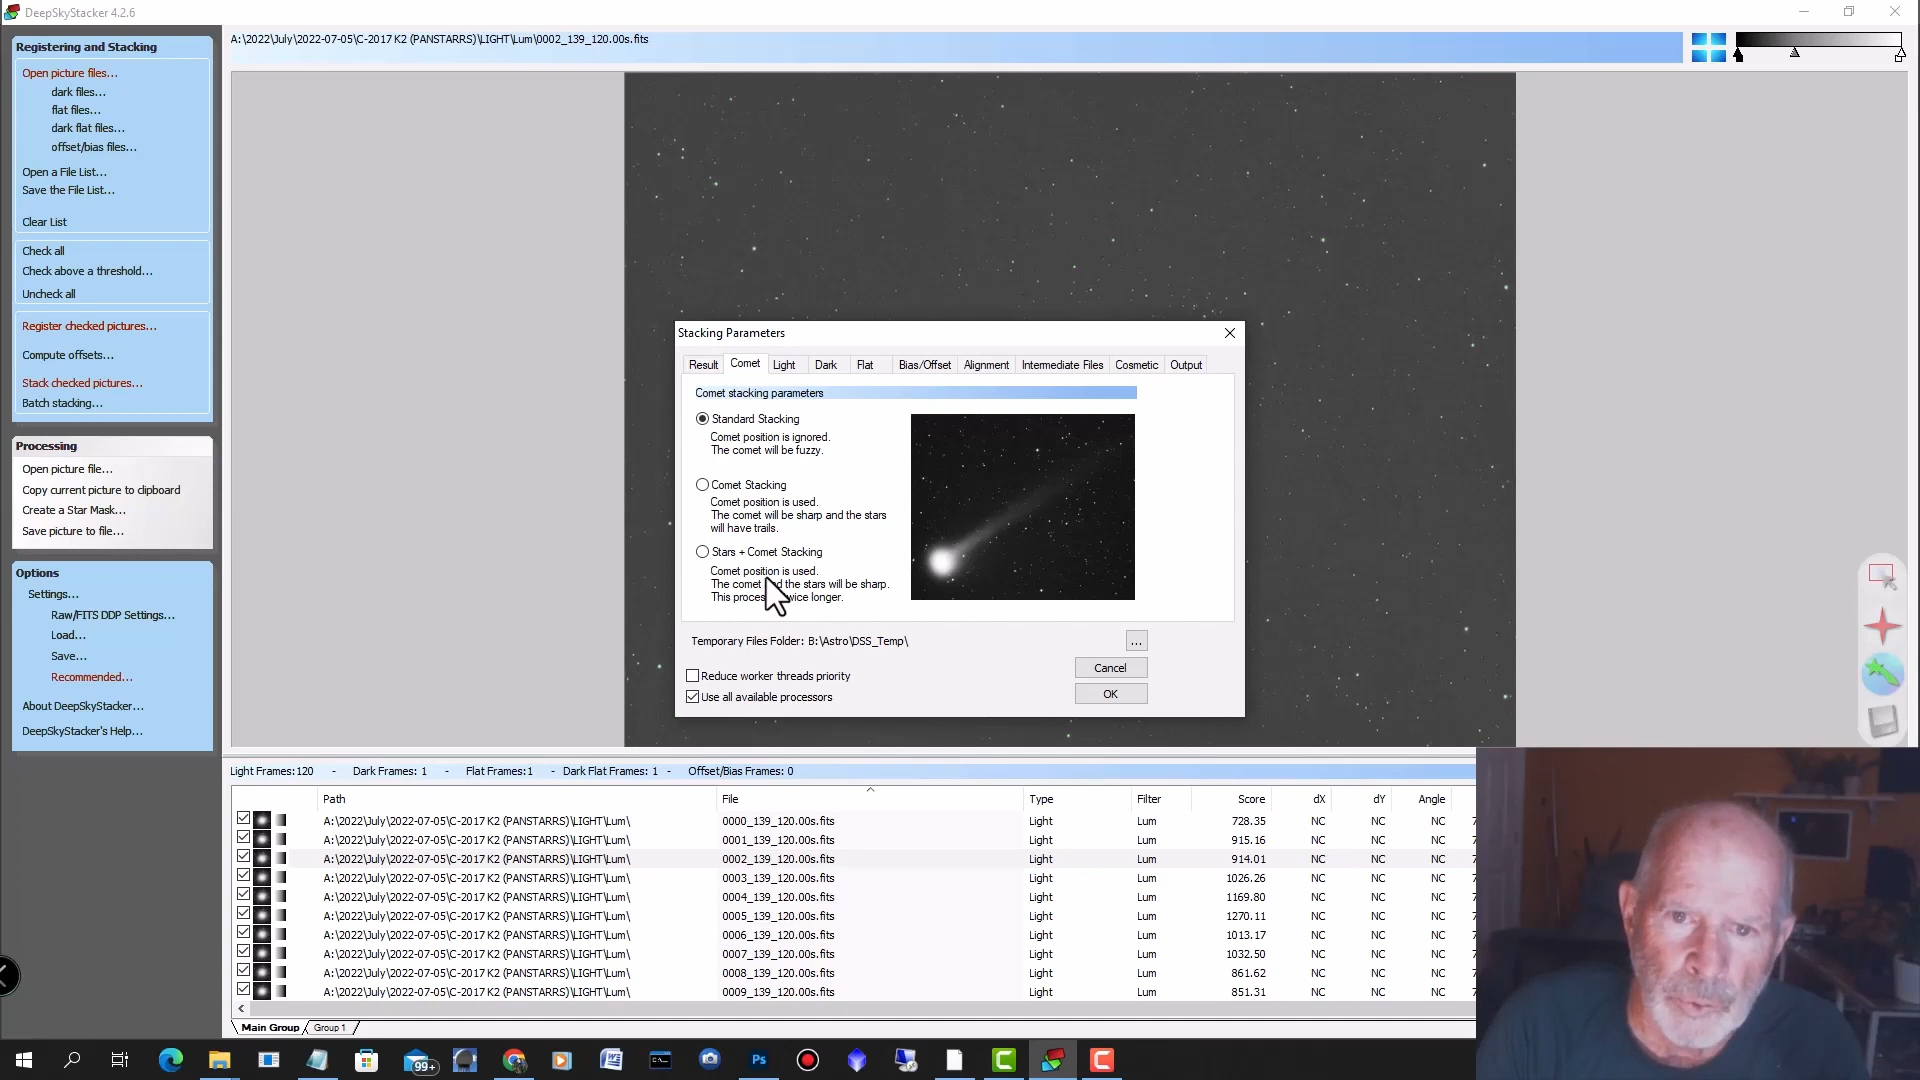 DeepSkyStacker 4.2.6
Registering and Stacking
Open picture files...
dark files...
flat files...
dark flat files...
offset/bias files...
Open a File List...
Save the File List...
Clear List
Check all
Check above a threshold...
Uncheck all
Register checked pictures...
Compute offsets...
Stack checked pictures...
Batch stacking...
Processing
Open picture file...
Copy current picture to clipboard
Create a Star Mask...
Save picture to file...
Options
Settings...
Raw/FITS DDP Settings...
Load...
Save...
Recommended...
About DeepSkyStacker...
DeepSkyStacker's Help...
A:\2022\July\2022-07-05\C-2017 K2 (PANSTARRS)\LIGHT\Lum\0002_139_120.00s.fits
Stacking Parameters
Result Comet Light Dark Flat Bias/Offset Alignment Intermediate Files Cosmetic Output
Comet stacking parameters
Standard Stacking
Comet position is ignored.
The comet will be fuzzy.
Comet Stacking
Comet position is used.
The comet will be sharp and the stars
will have trails.
Stars + Comet Stacking
Comet position is used.
The comet and the stars will be sharp.
This process twice longer.
Temporary Files Folder: B:\Astro\DSS_Temp\
...
Reduce worker threads priority
Use all available processors
Cancel
OK
Light Frames:120 - Dark Frames: 1 - Flat Frames:1 - Dark Flat Frames: 1 - Offset/Bias Frames: 0
Path File Type Filter Score dX dY Angle
A:\2022\July\2022-07-05\C-2017 K2 (PANSTARRS)\LIGHT\Lum\ 0000_139_120.00s.fits Light Lum 728.35 NC NC NC 7
A:\2022\July\2022-07-05\C-2017 K2 (PANSTARRS)\LIGHT\Lum\ 0001_139_120.00s.fits Light Lum 915.16 NC NC NC 7
A:\2022\July\2022-07-05\C-2017 K2 (PANSTARRS)\LIGHT\Lum\ 0002_139_120.00s.fits Light Lum 914.01 NC NC NC 7
A:\2022\July\2022-07-05\C-2017 K2 (PANSTARRS)\LIGHT\Lum\ 0003_139_120.00s.fits Light Lum 1026.26 NC NC NC 7
A:\2022\July\2022-07-05\C-2017 K2 (PANSTARRS)\LIGHT\Lum\ 0004_139_120.00s.fits Light Lum 1169.80 NC NC NC 7
A:\2022\July\2022-07-05\C-2017 K2 (PANSTARRS)\LIGHT\Lum\ 0005_139_120.00s.fits Light Lum 1270.11 NC NC NC 7
A:\2022\July\2022-07-05\C-2017 K2 (PANSTARRS)\LIGHT\Lum\ 0006_139_120.00s.fits Light Lum 1013.17 NC NC NC 7
A:\2022\July\2022-07-05\C-2017 K2 (PANSTARRS)\LIGHT\Lum\ 0007_139_120.00s.fits Light Lum 1032.50 NC NC NC 7
A:\2022\July\2022-07-05\C-2017 K2 (PANSTARRS)\LIGHT\Lum\ 0008_139_120.00s.fits Light Lum 861.62 NC NC NC 7
A:\2022\July\2022-07-05\C-2017 K2 (PANSTARRS)\LIGHT\Lum\ 0009_139_120.00s.fits Light Lum 851.31 NC NC NC 7
Main Group Group 1
99+ W Ps C C